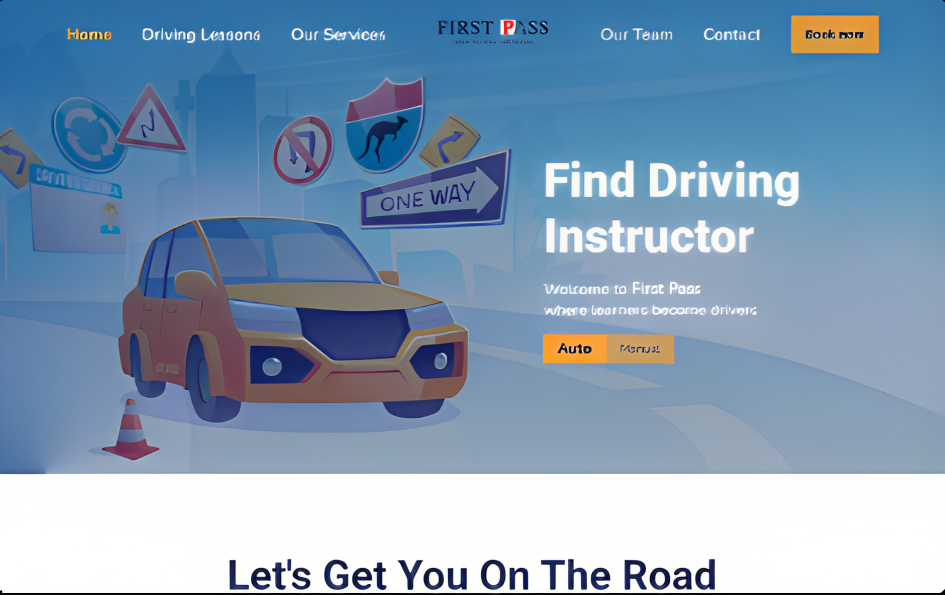 Home
Driving Lessons
Our Services
FIRST PASS
Our Team
Contact
Book now
ONE WAY
Find Driving
Instructor
Welcome to First Pass
where learners become drivers
Auto
Manual
Let's Get You On The Road